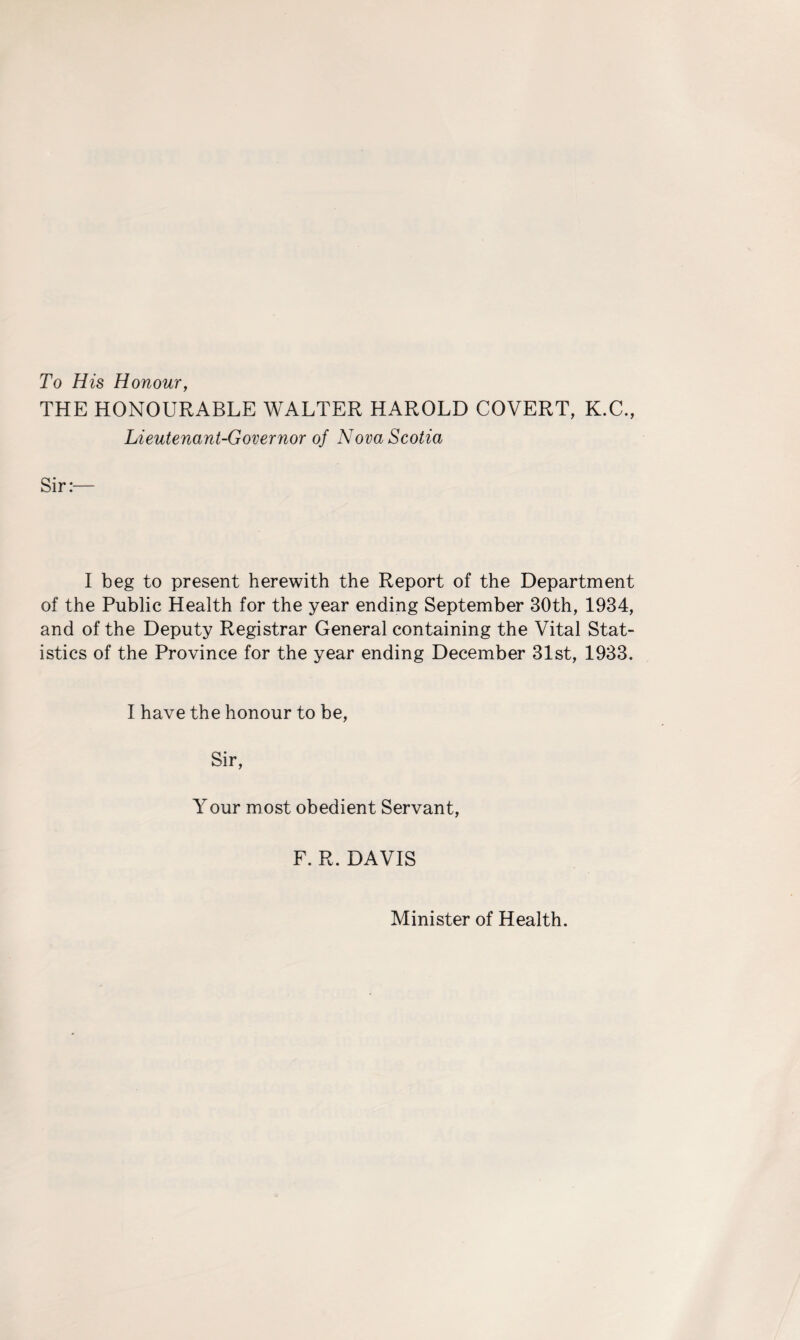 To His Honour,
THE HONOURABLE WALTER HAROLD COVERT, K.C.,
Lieutenant-Governor of Nova Scotia
Sir:—
I beg to present herewith the Report of the Department
of the Public Health for the year ending September 30th, 1934,
and of the Deputy Registrar General containing the Vital Stat-
istics of the Province for the year ending December 31st, 1933.
I have the honour to be,
Sir,
Your most obedient Servant,
F. R. DAVIS
Minister of Health.